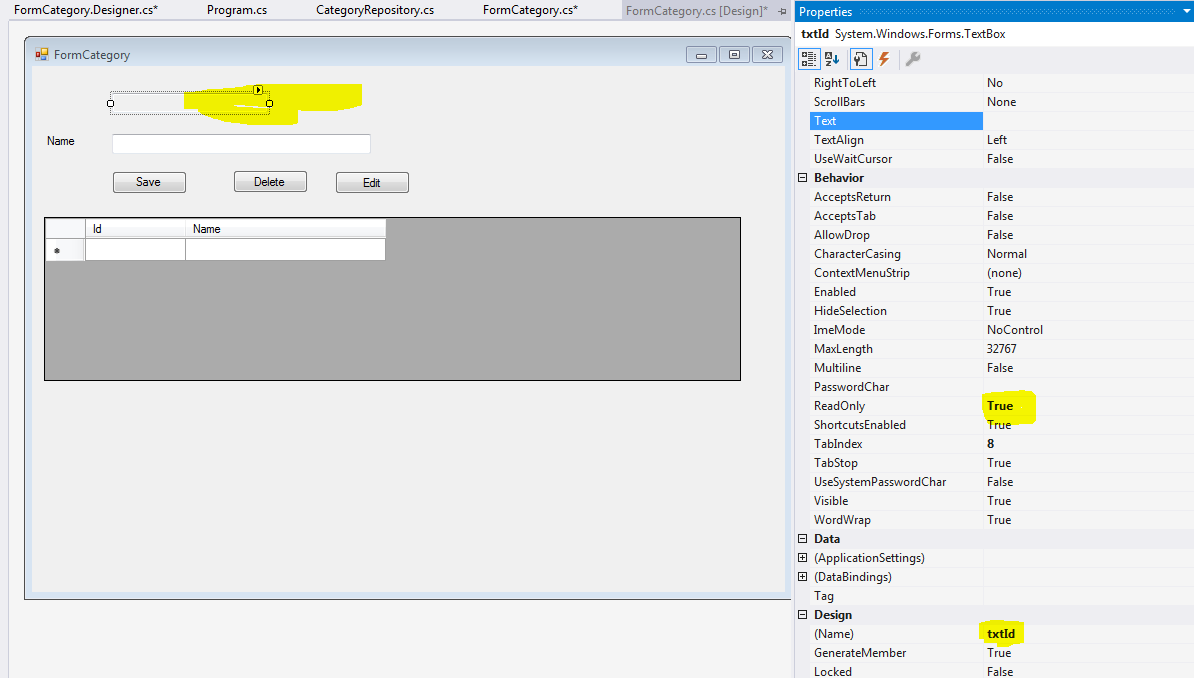 FormCategory.Designer.cs* Program.cs CategoryRepository.cs FormCategory.cs* FormCategory.cs [Design]*
FormCategory
Name
Save Delete Edit
Id Name
Properties
txtId System.Windows.Forms.TextBox
RightToLeft No
ScrollBars None
Text
TextAlign Left
UseWaitCursor False
Behavior
AcceptsReturn False
AcceptsTab False
AllowDrop False
CharacterCasing Normal
ContextMenuStrip (none)
Enabled True
HideSelection True
ImeMode NoControl
MaxLength 32767
Multiline False
PasswordChar
ReadOnly True
ShortcutsEnabled True
TabIndex 8
TabStop True
UseSystemPasswordChar False
Visible True
WordWrap True
Data
(ApplicationSettings)
(DataBindings)
Tag
Design
(Name) txtId
GenerateMember True
Locked False